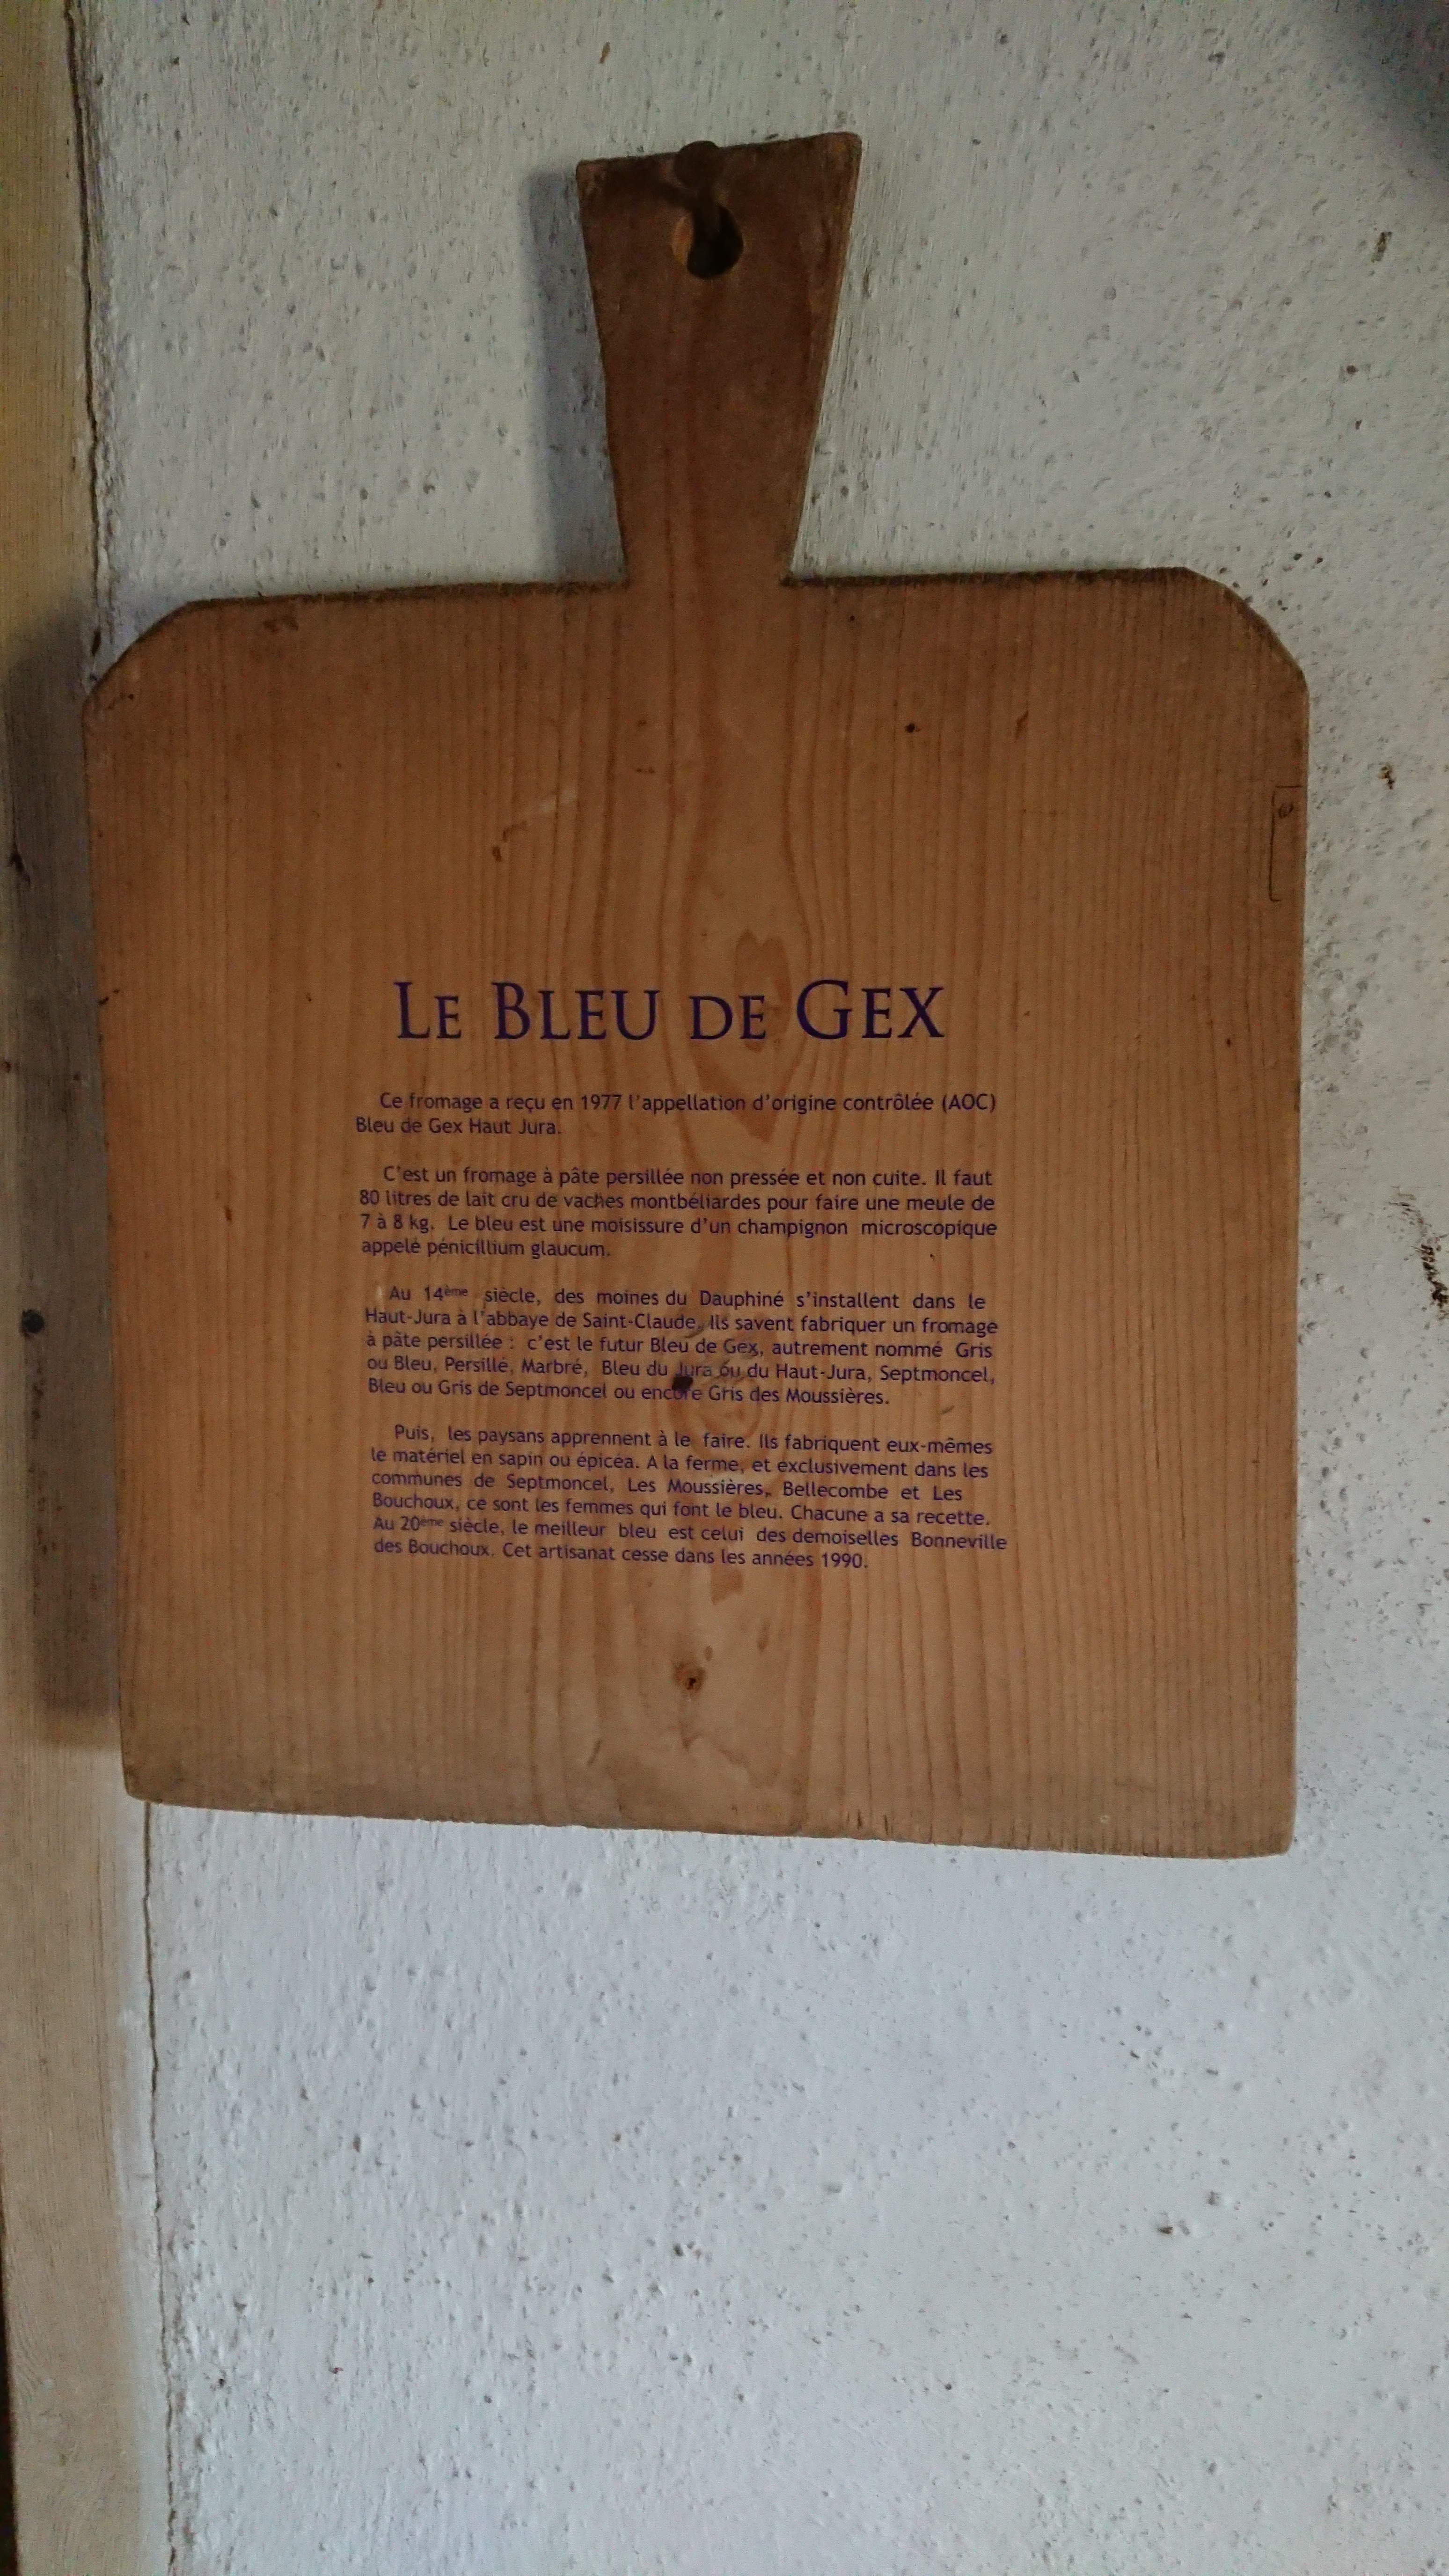 LE BLEU DE GEX
Ce fromage a reçu en 1977 l'appellation d'origine contrôlée (AOC)
Bleu de Gex Haut Jura.
C'est un fromage à pâte persillée non pressée et non cuite. Il faut
80 litres de lait cru de vaches montbéliardes pour faire une meule de
7 à 8 kg. Le bleu est une moisissure d'un champignon microscopique
appelé pénicillium glaucum.
Au 14ème siècle, des moines du Dauphiné s'installent dans le
Haut-Jura à l'abbaye de Saint-Claude. Ils savent fabriquer un fromage
à pâte persillée : c'est le futur Bleu de Gex, autrement nommé Gris
ou Bleu, Persillé, Marbré, Bleu du Jura ou du Haut-Jura, Septmoncel,
Bleu ou Gris de Septmoncel ou encore Gris des Moussières.
Puis, les paysans apprennent à le faire. Ils fabriquent eux-mêmes
le matériel en sapin ou épicéa. A la ferme, et exclusivement dans les
communes de Septmoncel, Les Moussières, Bellecombe et Les
Bouchoux, ce sont les femmes qui font le bleu. Chacune a sa recette.
Au 20ème siècle, le meilleur bleu est celui des demoiselles Bonneville
des Bouchoux. Cet artisanat cesse dans les années 1990.